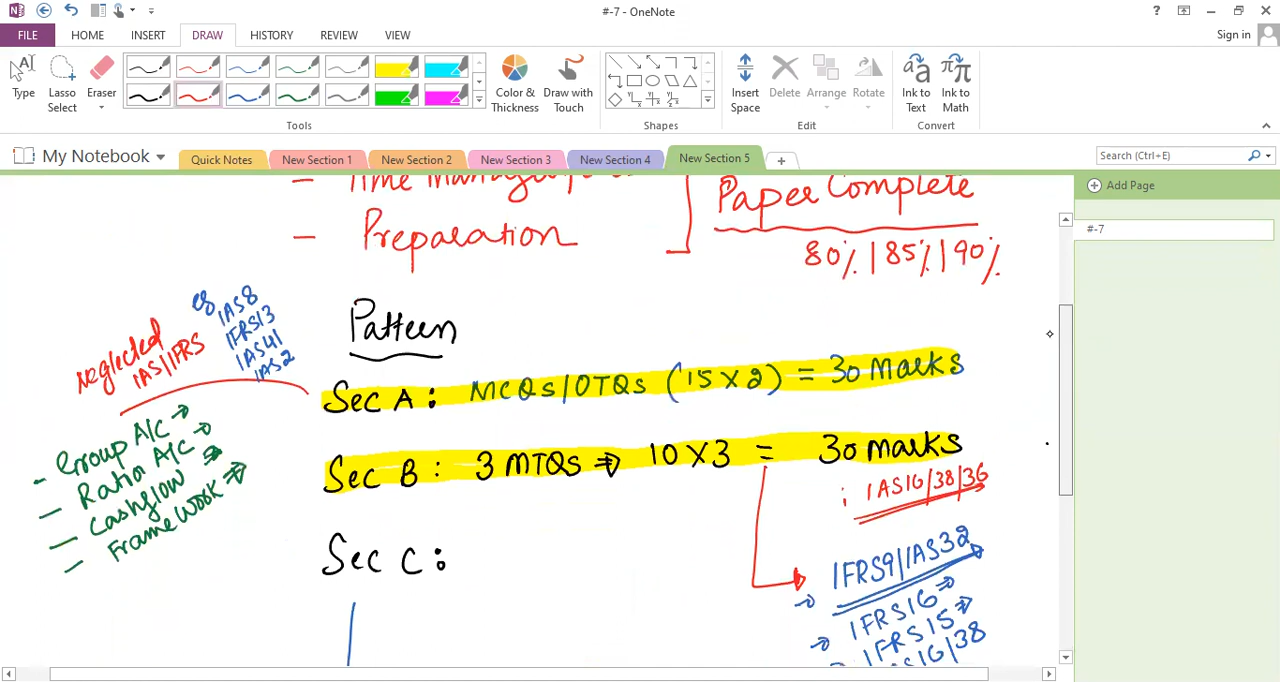 #-7 - OneNote
FILE HOME INSERT DRAW HISTORY REVIEW VIEW
Sign in
Type
Lasso Select
Eraser
Color & Thickness
Draw with Touch
Insert Space
Delete
Arrange
Rotate
Ink to Text
Ink to Math
Tools
Shapes
Edit
Convert
My Notebook
Quick Notes
New Section 1
New Section 2
New Section 3
New Section 4
New Section 5
Search (Ctrl+E)
Add Page
#-7
- Time
- Preparation
Paper Complete
80% | 85% | 90%
Pattern
neglected
IAS/IFRS
eg IAS8
IFRS13
IAS41
IAS2
Sec A: MCQs/OTQs (15 X 2) = 30 Marks
- Group A/C
- Ratio A/C
- Cashflow
- Frame Work
Sec B: 3 MTQs ⇒ 10 X 3 = 30 marks
: IAS16/38/36
Sec C:
IFRS9/IAS32
→ IFRS16
→ IFRS15